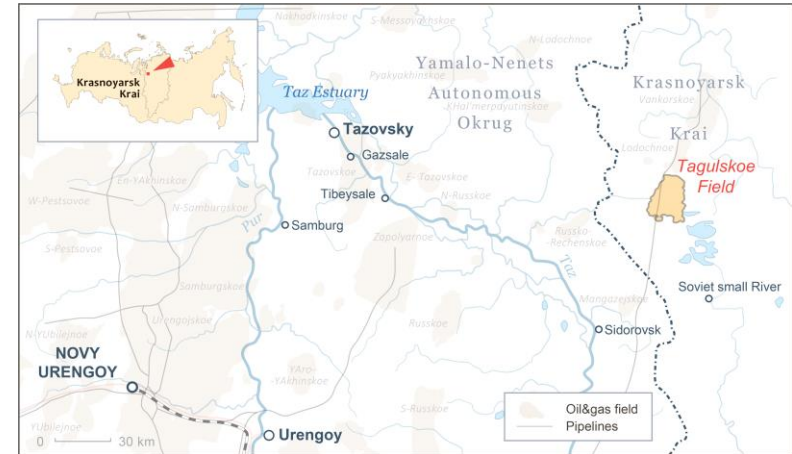 Nakhodkinskoe
S-Messoyahskoe
N-Lodochnoe
Yamalo-Nenets
Autonomous
Okrug
Pyakyakhinskoe
KHal'merpayutinskoe
Krasnoyarsk
Krai
Krasnoyarsk
Vankorskoe
Krai
Lodochnoe
Taz Estuary
Tazovsky
Gazsale
Tazovskoe
E- Tazovskoe
Tagulskoe
Field
En-YAkhinskoe
Tibeysale
N-Russkoe
W-Pestsovoe
N-Samburgskoe
Pur
Samburg
Russko-
-Rechenskoe
S-Pestsovoe
Zapolyarnoe
Taz
Samburgskoe
Soviet small River
Mangazejskoe
Urengojskoe
Russkoe
Sidorovsk
N-YUbilejnoe
NOVY
URENGOY
YAro
-YAkhinskoe
S-Russkoe
Oil&gas field
Pipelines
YUbilejnoe
0 30 km
Urengoy